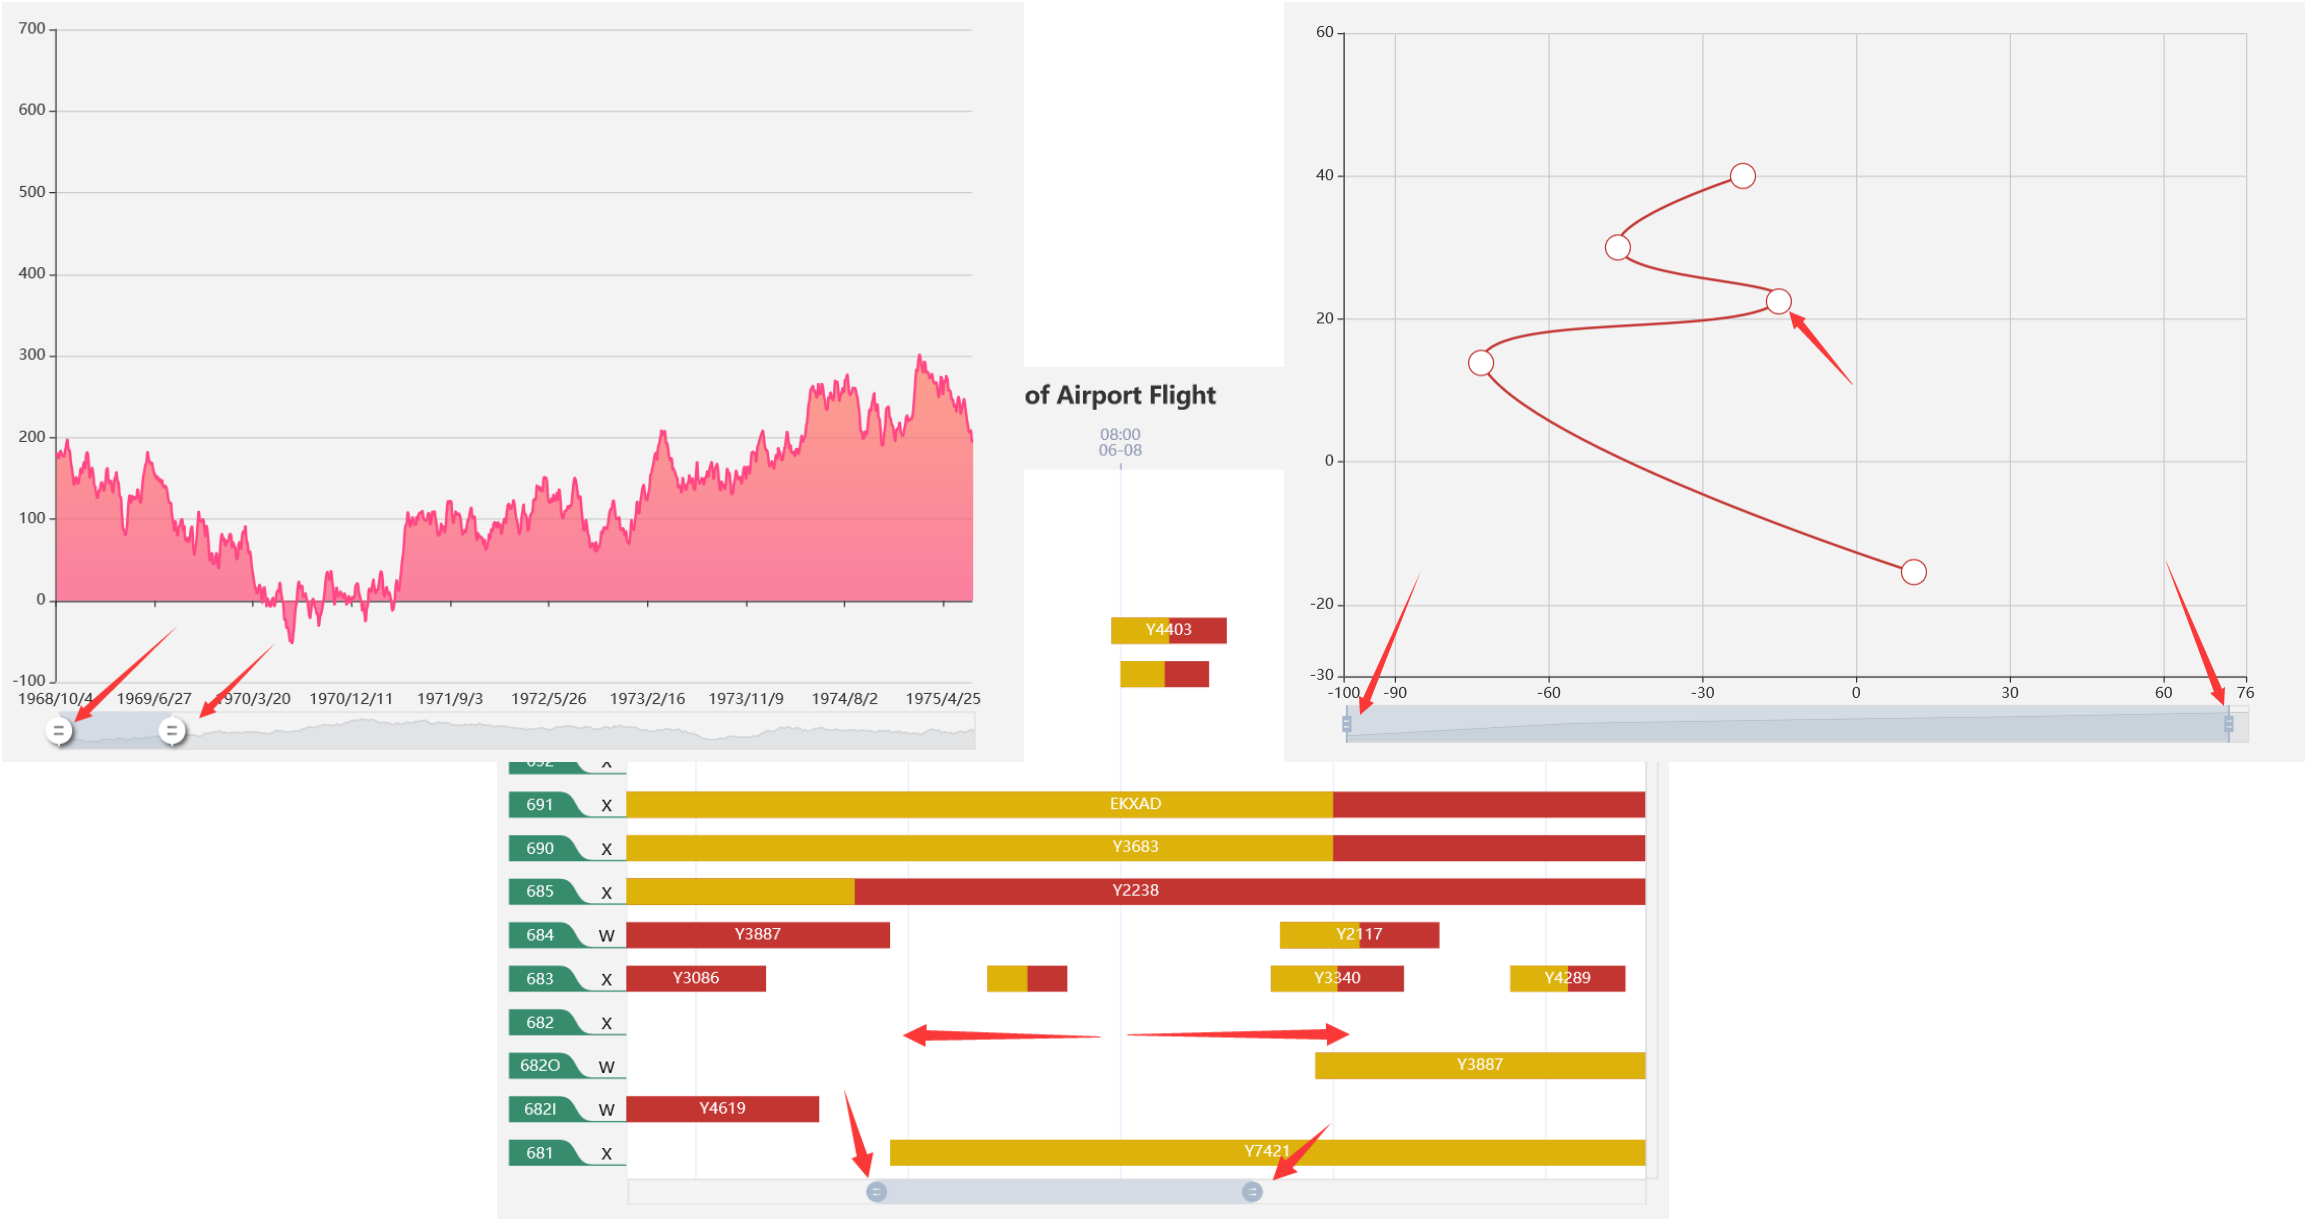 700
600
500
400
300
200
100
0
-100
1968/10/4 1969/6/27 1970/3/20 1970/12/11 1971/9/3 1972/5/26 1973/2/16 1973/11/9 1974/8/2 1975/4/25
60
40
20
0
-20
-30
-100 -90 -60 -30 0 30 60 76
of Airport Flight
08:00
06-08
Y4403
692 X
691 X EKXAD
690 X Y3683
685 X Y2238
684 W Y3887 Y2117
683 X Y3086 Y3340 Y4289
682 X
682O W Y3887
682I W Y4619
681 X Y7421